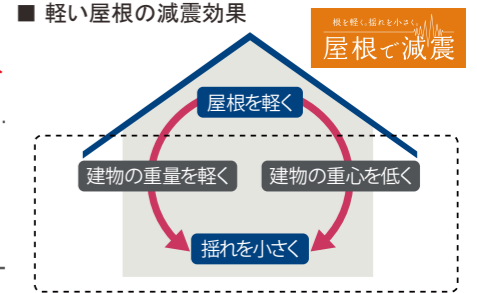 ■ 軽い屋根の減震効果
根を軽く、揺れを小さく。
屋根で減震
屋根を軽く
建物の重量を軽く
建物の重心を低く
揺れを小さく